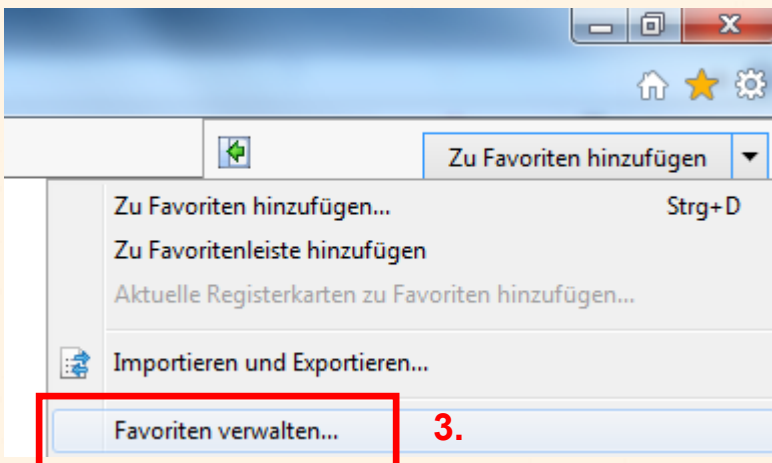 Zu Favoriten hinzufügen
Zu Favoriten hinzufügen... Strg+D
Zu Favoritenleiste hinzufügen
Aktuelle Registerkarten zu Favoriten hinzufügen...
Importieren und Exportieren...
Favoriten verwalten... 3.